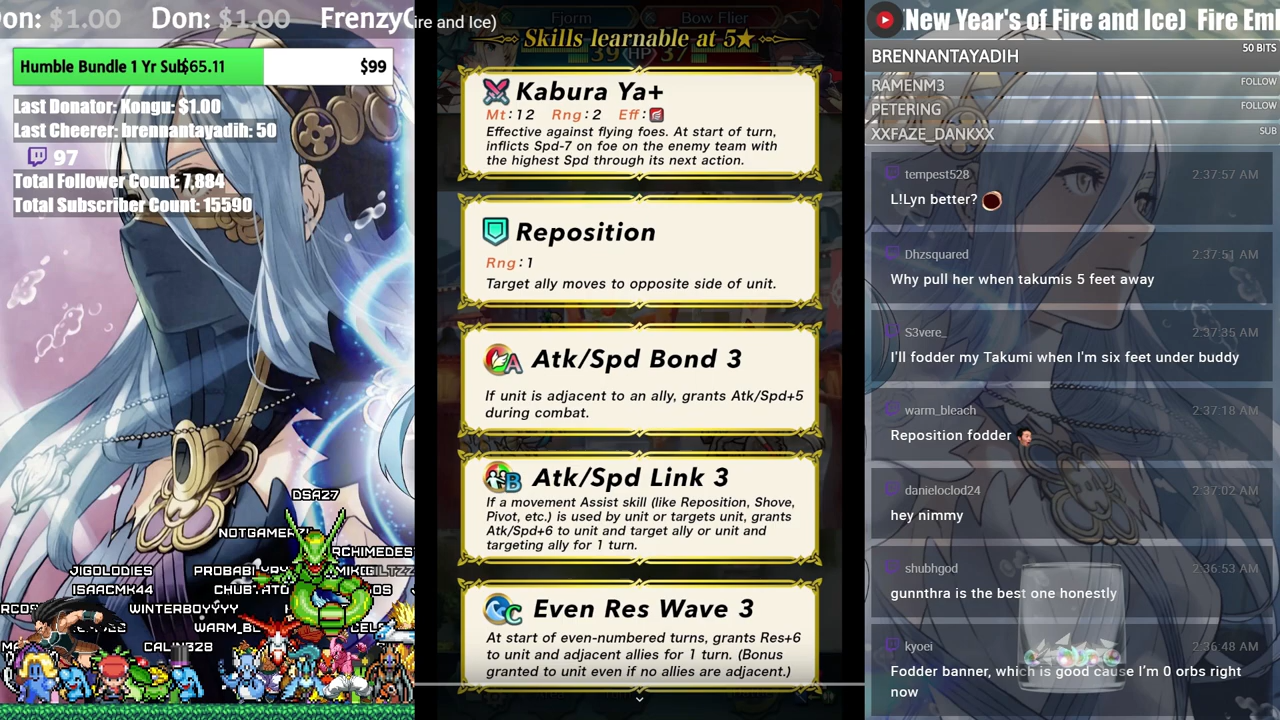 on: $1.00 Don: $1.00 FrenzyC
Humble Bundle 1 Yr Sub
$65.11
$99
Last Donator: Kongu: $1.00
Last Cheerer: brennantayadih: 50
97
Total Follower Count: 7,884
Total Subscriber Count: 15590
DSA27
JIGOLODIES
ISAACMK44
WINTERBOYYYY
ire and Ice)
Fjorm
Bow Flier
Skills learnable at 5★
39 HP 37
Kabura Ya+
Mt:12 Rng:2 Eff:
Effective against flying foes. At start of turn,
inflicts Spd-7 on foe on the enemy team with
the highest Spd through its next action.
Reposition
Rng:1
Target ally moves to opposite side of unit.
A
Atk/Spd Bond 3
If unit is adjacent to an ally, grants Atk/Spd+5
during combat.
B
Atk/Spd Link 3
If a movement Assist skill (like Reposition, Shove,
Pivot, etc.) is used by unit or targets unit, grants
Atk/Spd+6 to unit and target ally or unit and
targeting ally for 1 turn.
C
Even Res Wave 3
At start of even-numbered turns, grants Res+6
to unit and adjacent allies for 1 turn. (Bonus
granted to unit even if no allies are adjacent.)
(New Year's of Fire and Ice) Fire Em
BRENNANTAYADIH 50 BITS
RAMENM3 FOLLOW
PETERING FOLLOW
XXFAZE_DANKXX SUB
tempest528 2:37:57 AM
L!Lyn better?
Dhzsquared 2:37:51 AM
Why pull her when takumis 5 feet away
S3vere_ 2:37:35 AM
I'll fodder my Takumi when I'm six feet under buddy
warm_bleach 2:37:18 AM
Reposition fodder
danieloclod24 2:37:02 AM
hey nimmy
shubhgod 2:36:53 AM
gunnthra is the best one honestly
kyoei 2:36:48 AM
Fodder banner, which is good cause I'm 0 orbs right
now